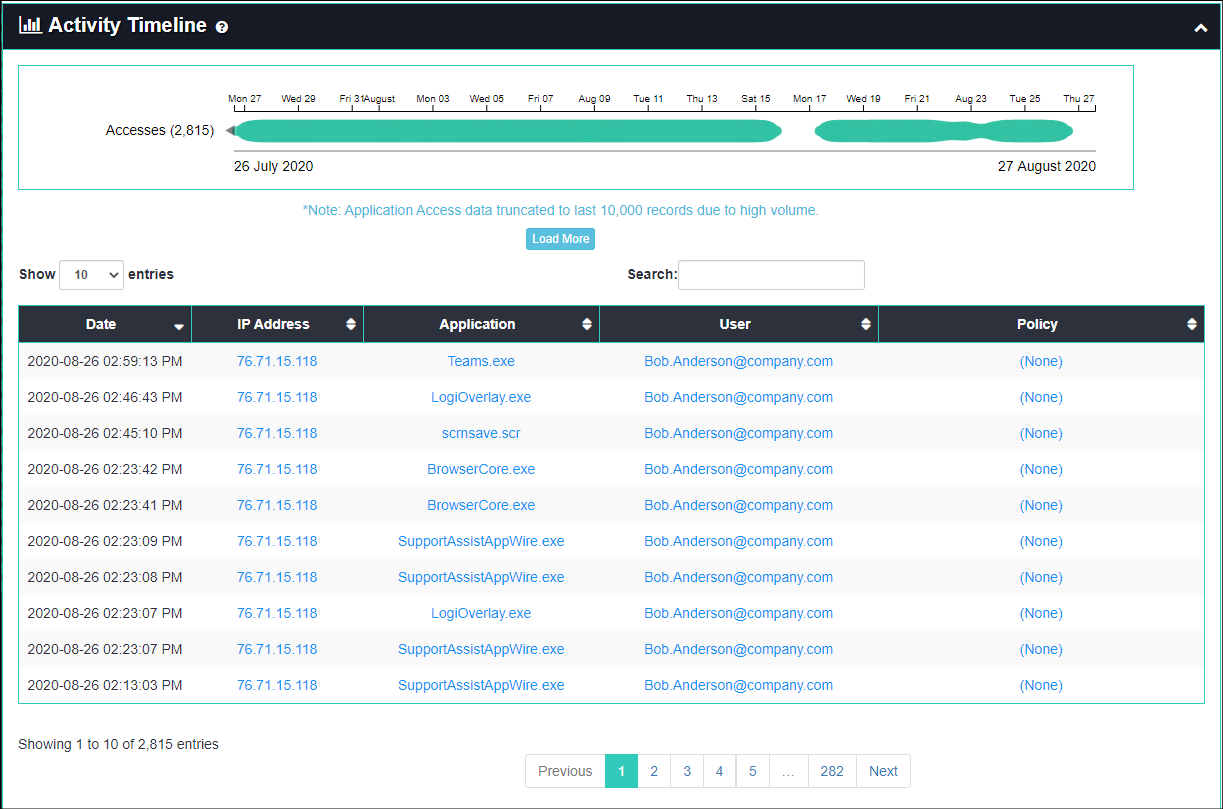 Activity Timeline ?
Mon 27 Wed 29 Fri 31 August Mon 03 Wed 05 Fri 07 Aug 09 Tue 11 Thu 13 Sat 15 Mon 17 Wed 19 Fri 21 Aug 23 Tue 25 Thu 27
Accesses (2,815)
26 July 2020 27 August 2020
*Note: Application Access data truncated to last 10,000 records due to high volume.
Load More
Show 10 entries Search:
Date IP Address Application User Policy
2020-08-26 02:59:13 PM 76.71.15.118 Teams.exe Bob.Anderson@company.com (None)
2020-08-26 02:46:43 PM 76.71.15.118 LogiOverlay.exe Bob.Anderson@company.com (None)
2020-08-26 02:45:10 PM 76.71.15.118 scrnsave.scr Bob.Anderson@company.com (None)
2020-08-26 02:23:42 PM 76.71.15.118 BrowserCore.exe Bob.Anderson@company.com (None)
2020-08-26 02:23:41 PM 76.71.15.118 BrowserCore.exe Bob.Anderson@company.com (None)
2020-08-26 02:23:09 PM 76.71.15.118 SupportAssistAppWire.exe Bob.Anderson@company.com (None)
2020-08-26 02:23:08 PM 76.71.15.118 SupportAssistAppWire.exe Bob.Anderson@company.com (None)
2020-08-26 02:23:07 PM 76.71.15.118 LogiOverlay.exe Bob.Anderson@company.com (None)
2020-08-26 02:23:07 PM 76.71.15.118 SupportAssistAppWire.exe Bob.Anderson@company.com (None)
2020-08-26 02:13:03 PM 76.71.15.118 SupportAssistAppWire.exe Bob.Anderson@company.com (None)
Showing 1 to 10 of 2,815 entries
Previous 1 2 3 4 5 … 282 Next